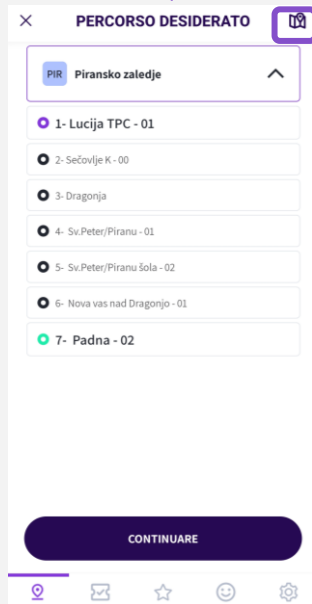 PERCORSO DESIDERATO
PIR Piransko zaledje
1- Lucija TPC - 01
2- Sečovlje K - 00
3- Dragonja
4- Sv.Peter/Piranu - 01
5- Sv.Peter/Piranu šola - 02
6- Nova vas nad Dragonjo - 01
7- Padna - 02
CONTINUARE